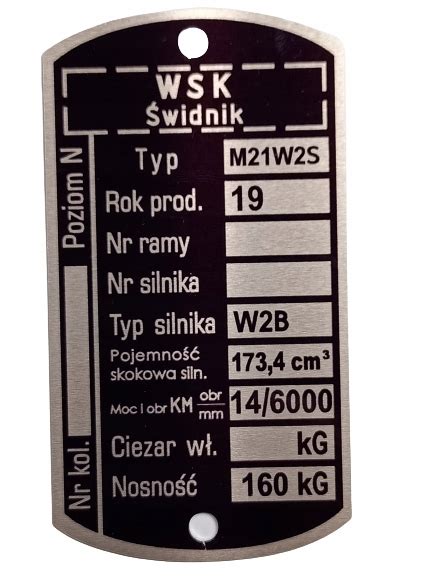 WSK
Świdnik
Poziom N
Nr kol.
Typ M21W2S
Rok prod. 19
Nr ramy
Nr silnika
Typ silnika W2B
Pojemność
skokowa siln. 173,4 cm³
Moc i obr KM obr/mm 14/6000
Ciezar wł. kG
Nosność 160 kG